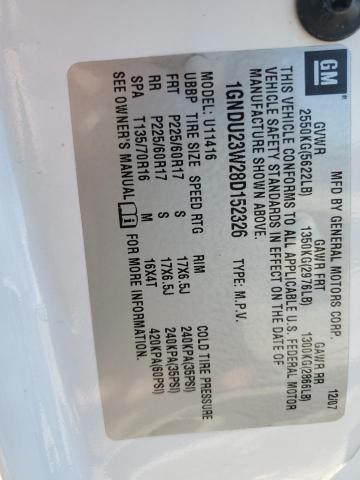 GM
MFD BY GENERAL MOTORS CORP. 12/07
GVWR GAWR FRT GAWR RR
2550KG(5622LB) 1350KG(2976LB) 1300KG(2866LB)
THIS VEHICLE CONFORMS TO ALL APPLICABLE U.S. FEDERAL MOTOR
VEHICLE SAFETY STANDARDS IN EFFECT ON THE DATE OF
MANUFACTURE SHOWN ABOVE.
1GNDU23W28D152326 TYPE: M.P.V.
MODEL: U11416
UBBP TIRE SIZE SPEED RTG RIM COLD TIRE PRESSURE
FRT P225/60R17 S 17X6.5J 240KPA(35PSI)
RR P225/60R17 S 17X6.5J 240KPA(35PSI)
SPA T135/70R16 M 16X4T 420KPA(60PSI)
SEE OWNER'S MANUAL FOR MORE INFORMATION.